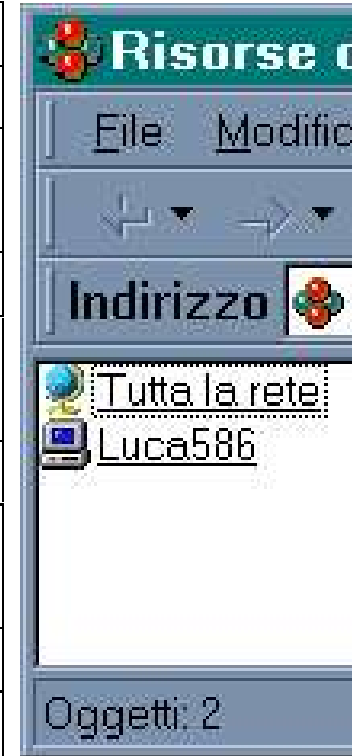 Risorse
File Modific
Indirizzo
Tutta la rete
Luca586
Oggetti: 2